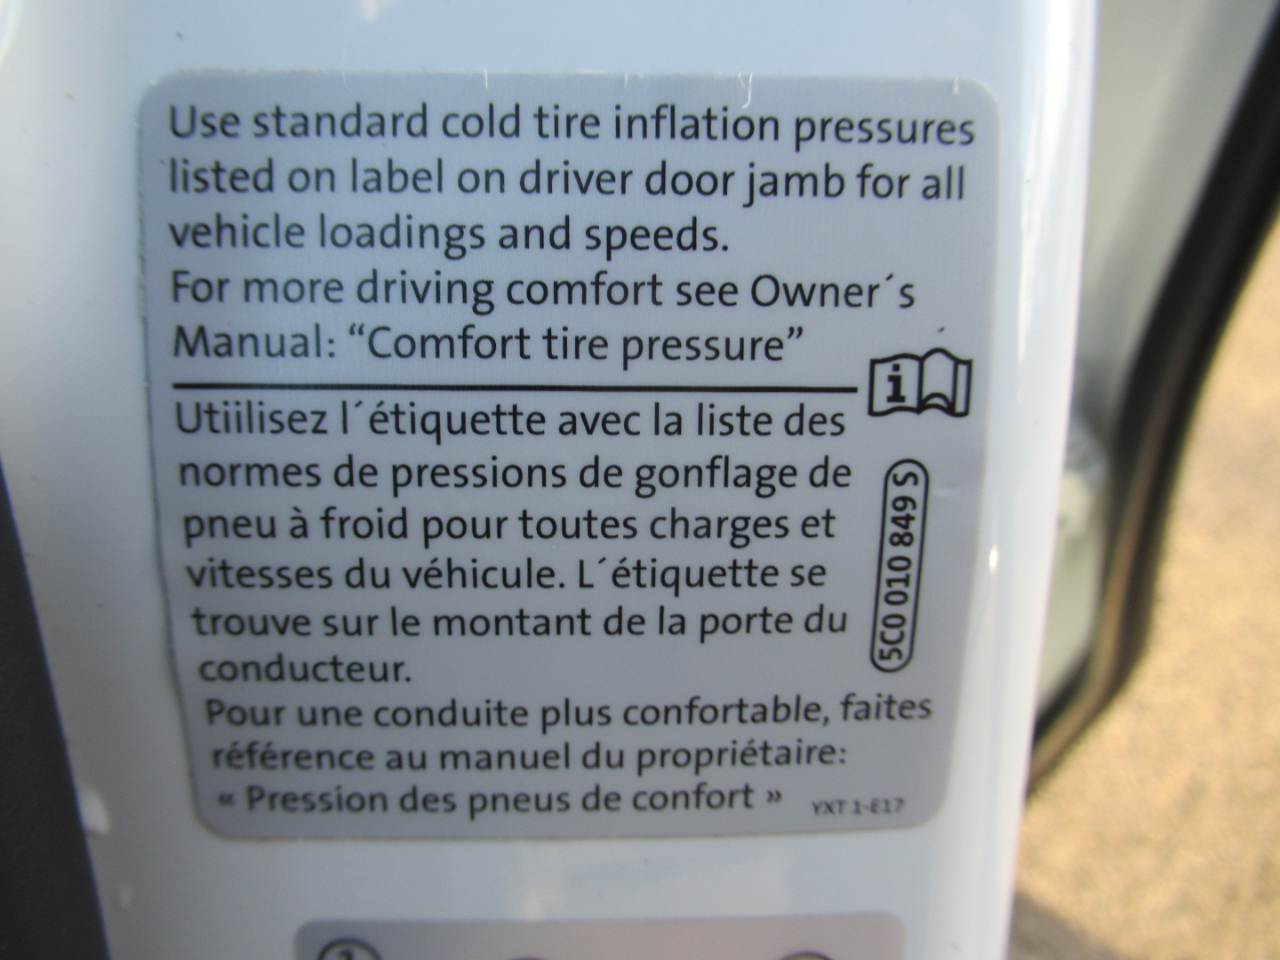 Use standard cold tire inflation pressures
listed on label on driver door jamb for all
vehicle loadings and speeds.
For more driving comfort see Owner´s
Manual: “Comfort tire pressure”
i
Utiilisez l´étiquette avec la liste des
normes de pressions de gonflage de
pneu à froid pour toutes charges et
vitesses du véhicule. L´étiquette se
trouve sur le montant de la porte du
conducteur.
Pour une conduite plus confortable, faites
référence au manuel du propriétaire:
« Pression des pneus de confort »
YXT 1-E17
5C0 010 849 S